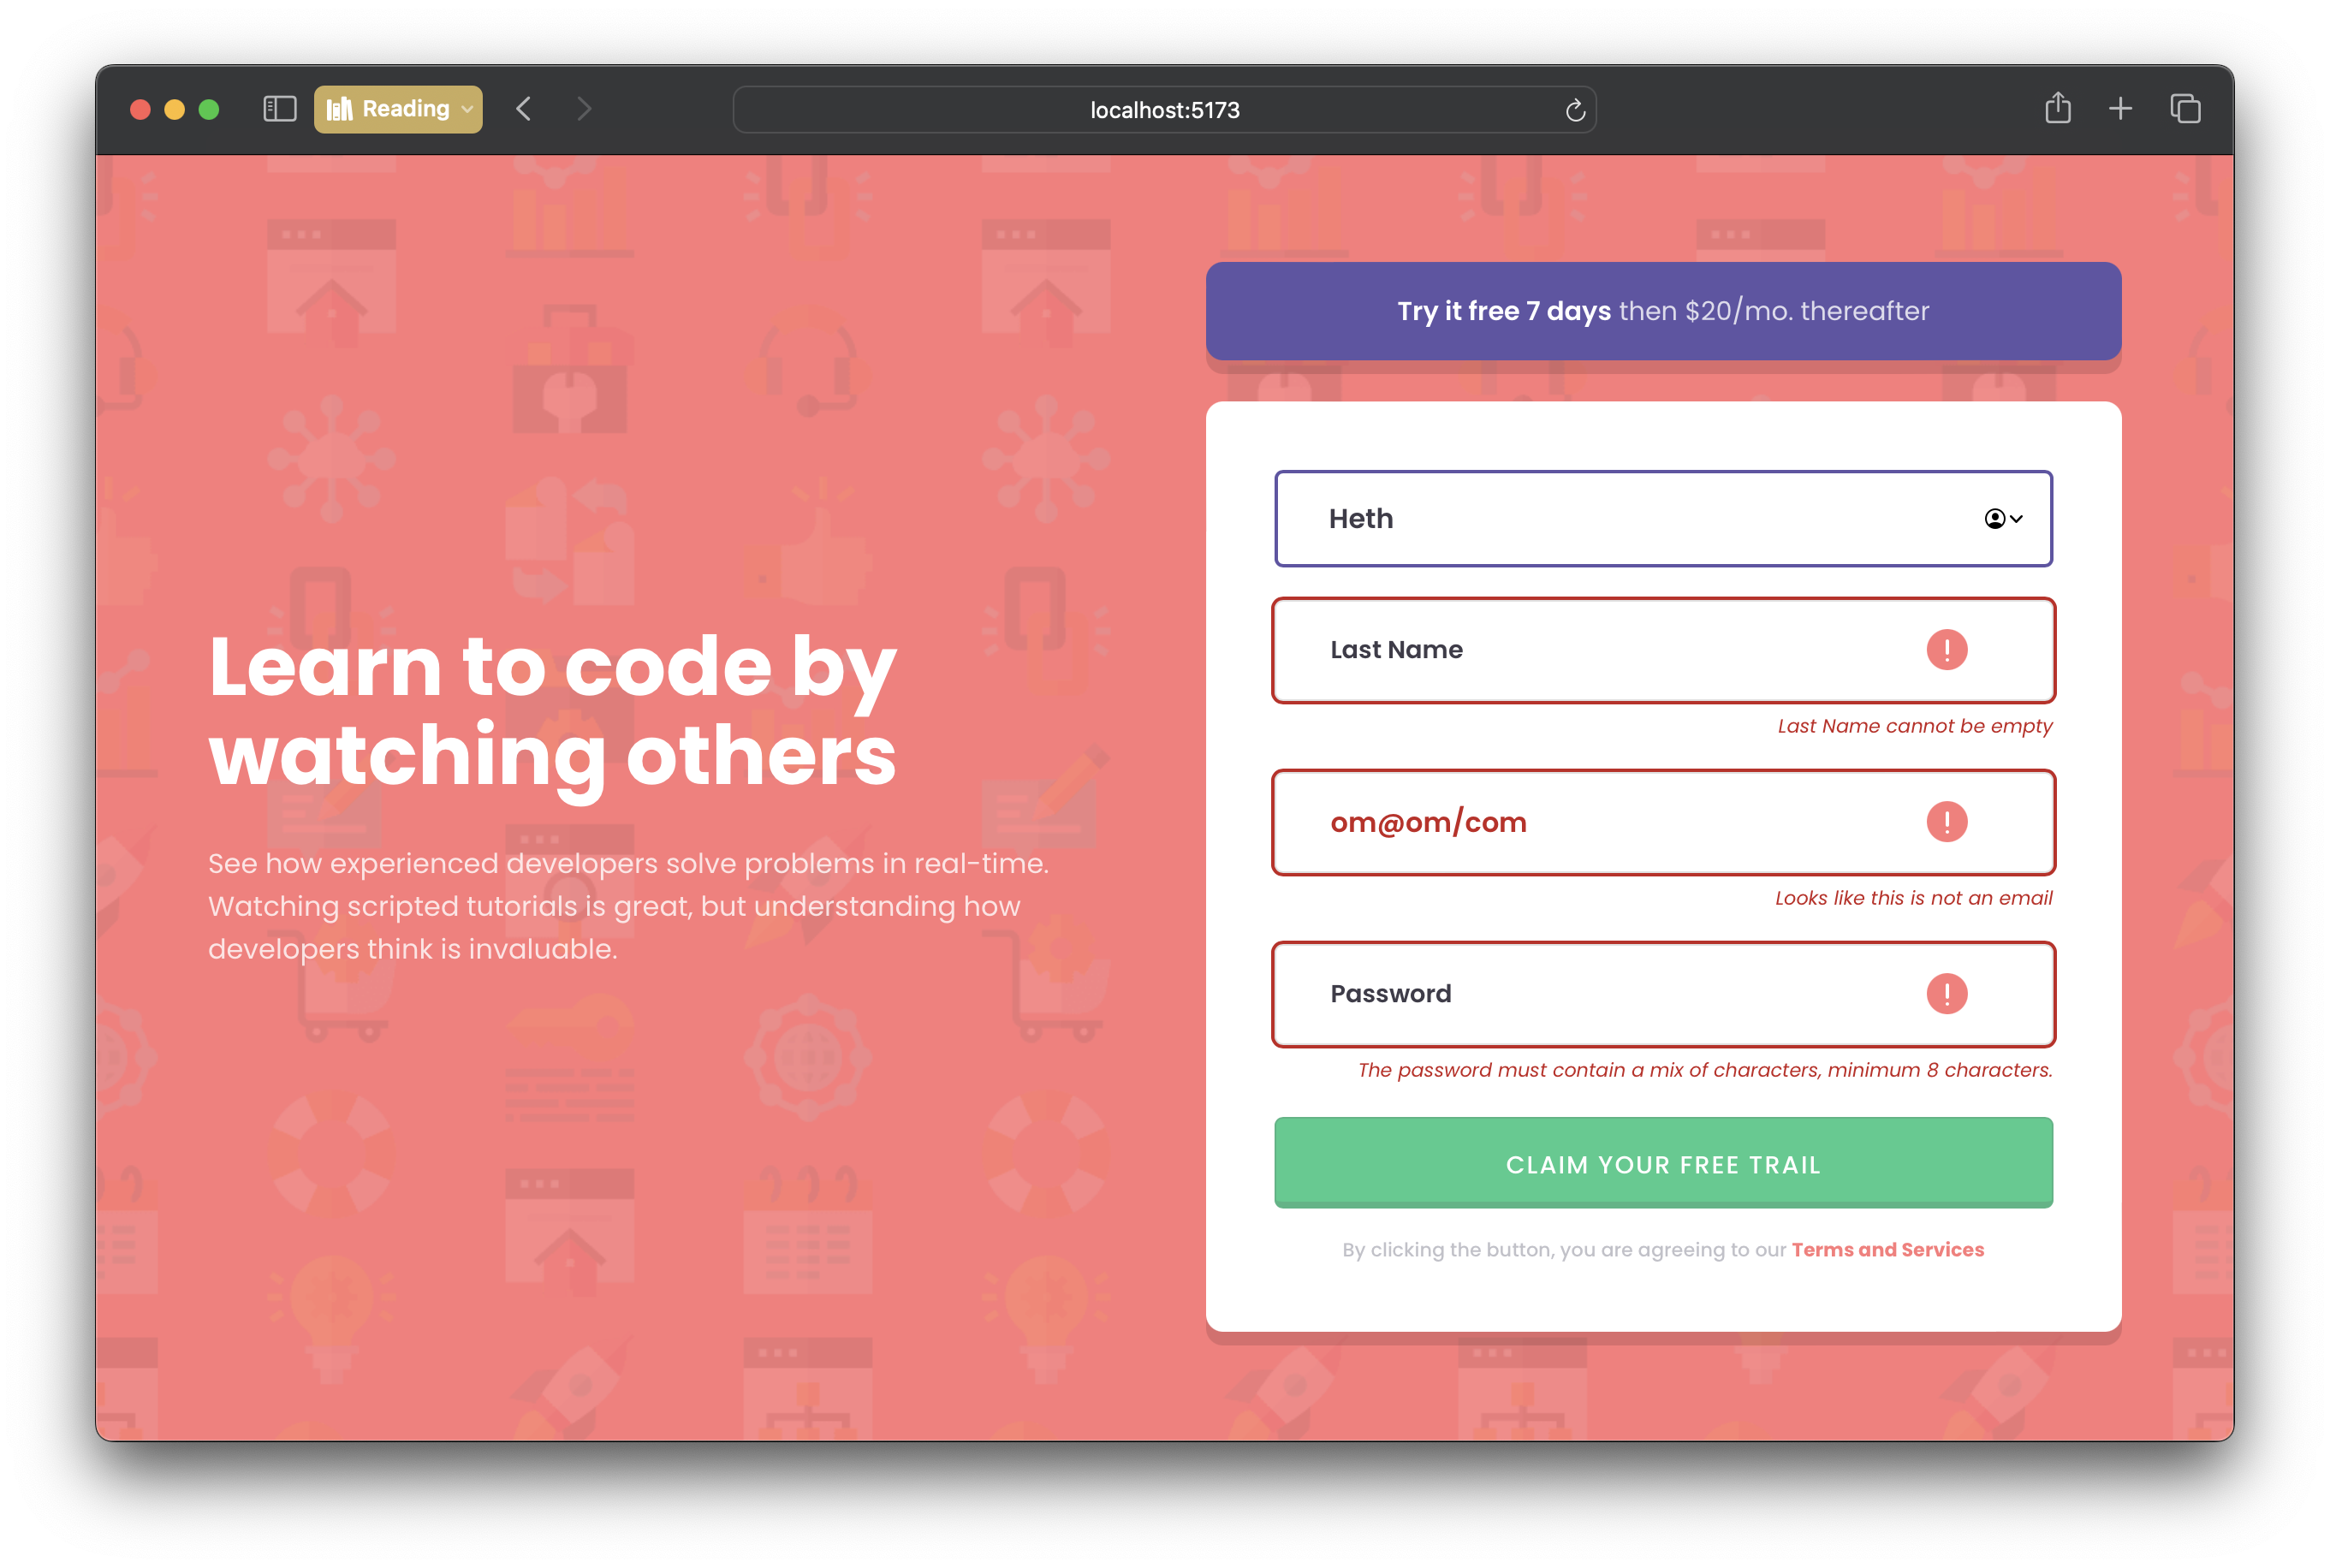 Reading
localhost:5173
Try it free 7 days then $20/mo. thereafter
Learn to code by
watching others
See how experienced developers solve problems in real-time.
Watching scripted tutorials is great, but understanding how
developers think is invaluable.
Heth
Last Name
!
Last Name cannot be empty
om@om/com
!
Looks like this is not an email
Password
!
The password must contain a mix of characters, minimum 8 characters.
CLAIM YOUR FREE TRAIL
By clicking the button, you are agreeing to our Terms and Services